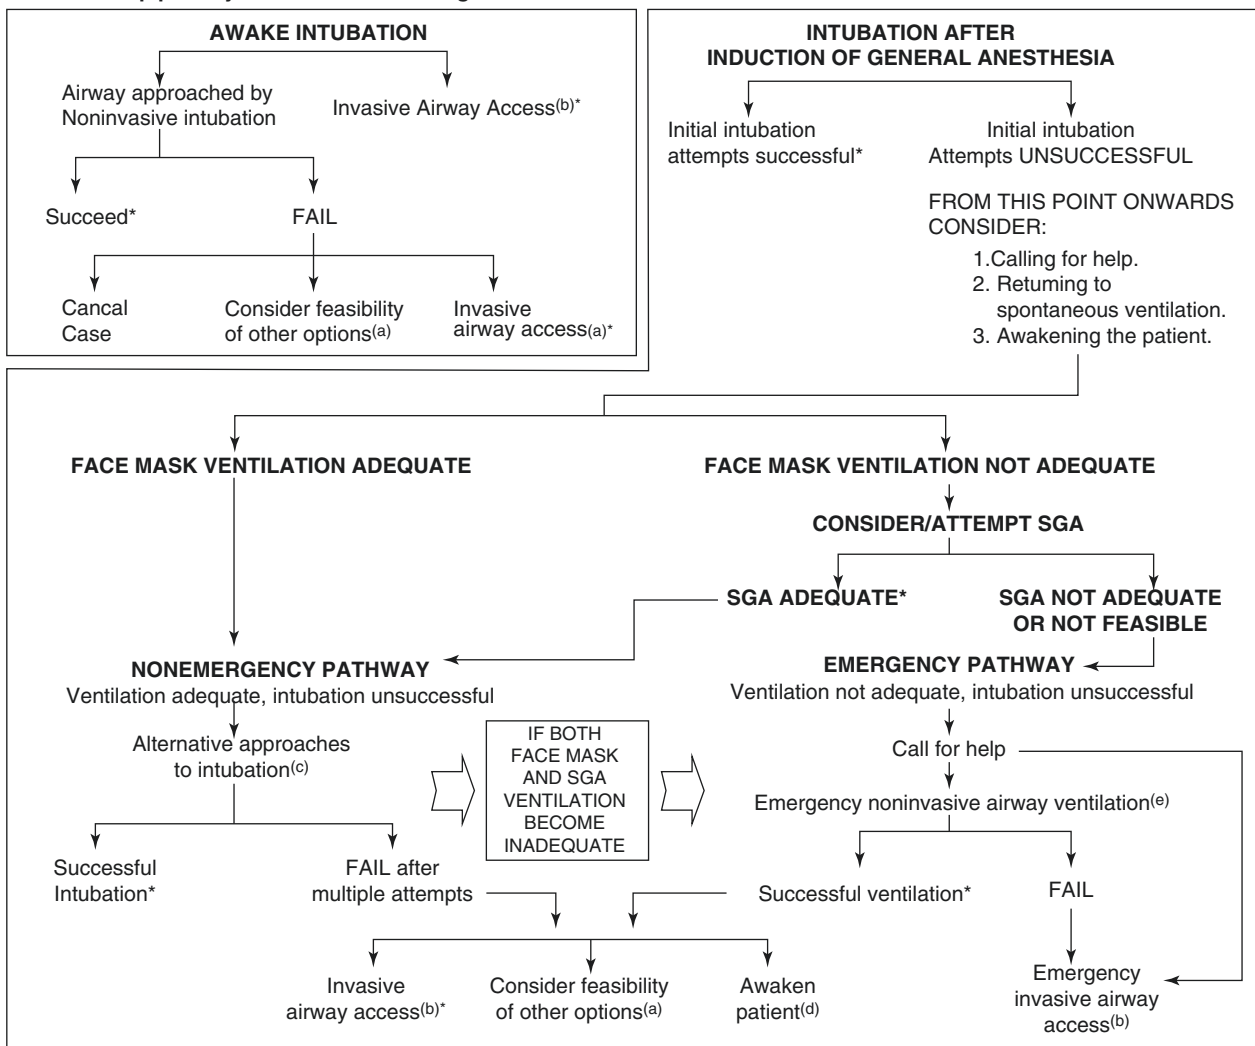 AWAKE INTUBATION
Airway approached by
Noninvasive intubation
Invasive Airway Access(b)*
Succeed*
FAIL
Cancal
Case
Consider feasibility
of other options(a)
Invasive
airway access(a)*
INTUBATION AFTER
INDUCTION OF GENERAL ANESTHESIA
Initial intubation
attempts successful*
Initial intubation
Attempts UNSUCCESSFUL
FROM THIS POINT ONWARDS
CONSIDER:
1.Calling for help.
2. Retuming to
spontaneous ventilation.
3. Awakening the patient.
FACE MASK VENTILATION ADEQUATE
FACE MASK VENTILATION NOT ADEQUATE
CONSIDER/ATTEMPT SGA
SGA ADEQUATE*
SGA NOT ADEQUATE
OR NOT FEASIBLE
NONEMERGENCY PATHWAY
Ventilation adequate, intubation unsuccessful
EMERGENCY PATHWAY
Ventilation not adequate, intubation unsuccessful
Alternative approaches
to intubation(c)
IF BOTH
FACE MASK
AND SGA
VENTILATION
BECOME
INADEQUATE
Call for help
Emergency noninvasive airway ventilation(e)
Successful
Intubation*
FAIL after
multiple attempts
Successful ventilation*
FAIL
Invasive
airway access(b)*
Consider feasibility
of other options(a)
Awaken
patient(d)
Emergency
invasive airway
access(b)